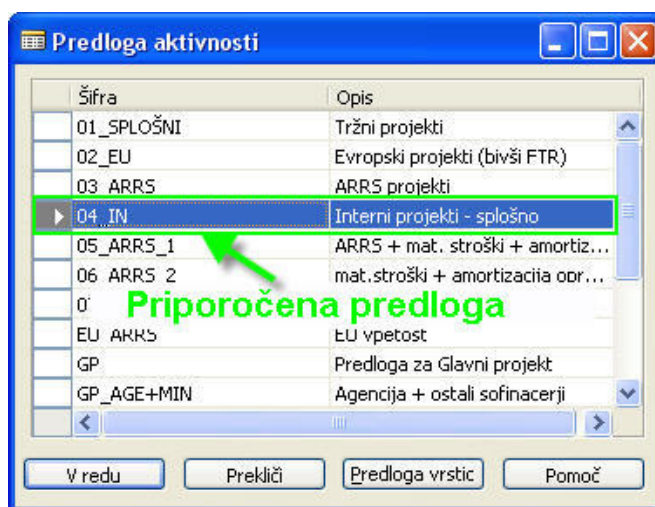 Predloga aktivnosti
Šifra Opis
01_SPLOŠNI Tržni projekti
02_EU Evropski projekti (bivši FTR)
03_ARRS ARRS projekti
04_IN Interni projekti - splošno
05_ARRS_1 ARRS + mat. stroški + amortiz...
06_ARRS_2 mat.stroški + amortizacija opr...
Priporočena predloga
EU_ARRS EU vpetost
GP Predloga za Glavni projekt
GP_AGE+MIN Agencija + ostali sofinacerji
V redu Prekliči Predloga vrstic Pomoč